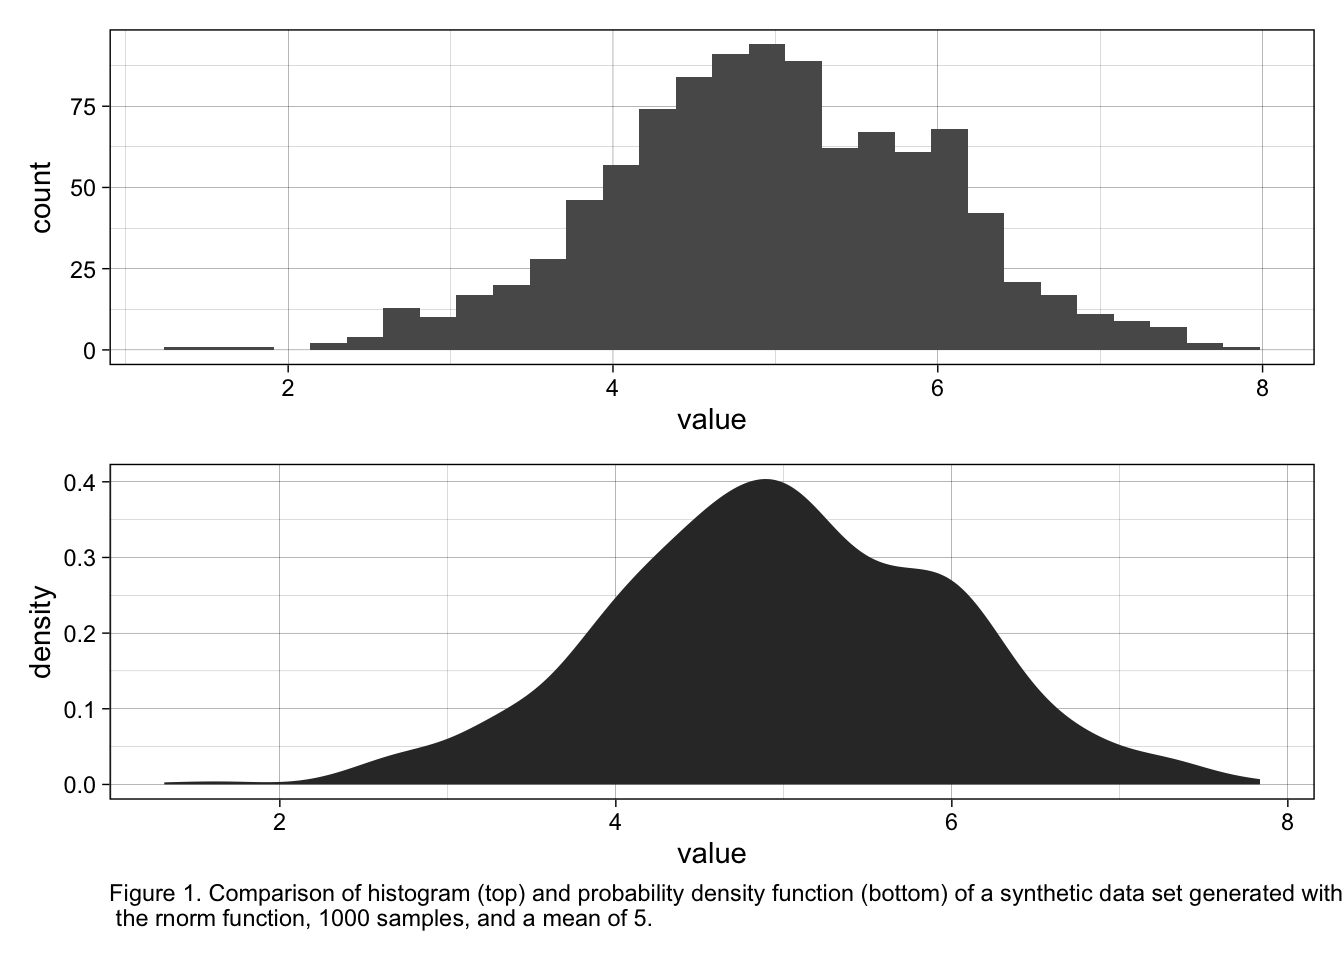 75
50
25
0
count
2 4 6 8
value
0.4
0.3
0.2
0.1
0.0
density
2 4 6 8
value
Figure 1. Comparison of histogram (top) and probability density function (bottom) of a synthetic data set generated with
the rnorm function, 1000 samples, and a mean of 5.